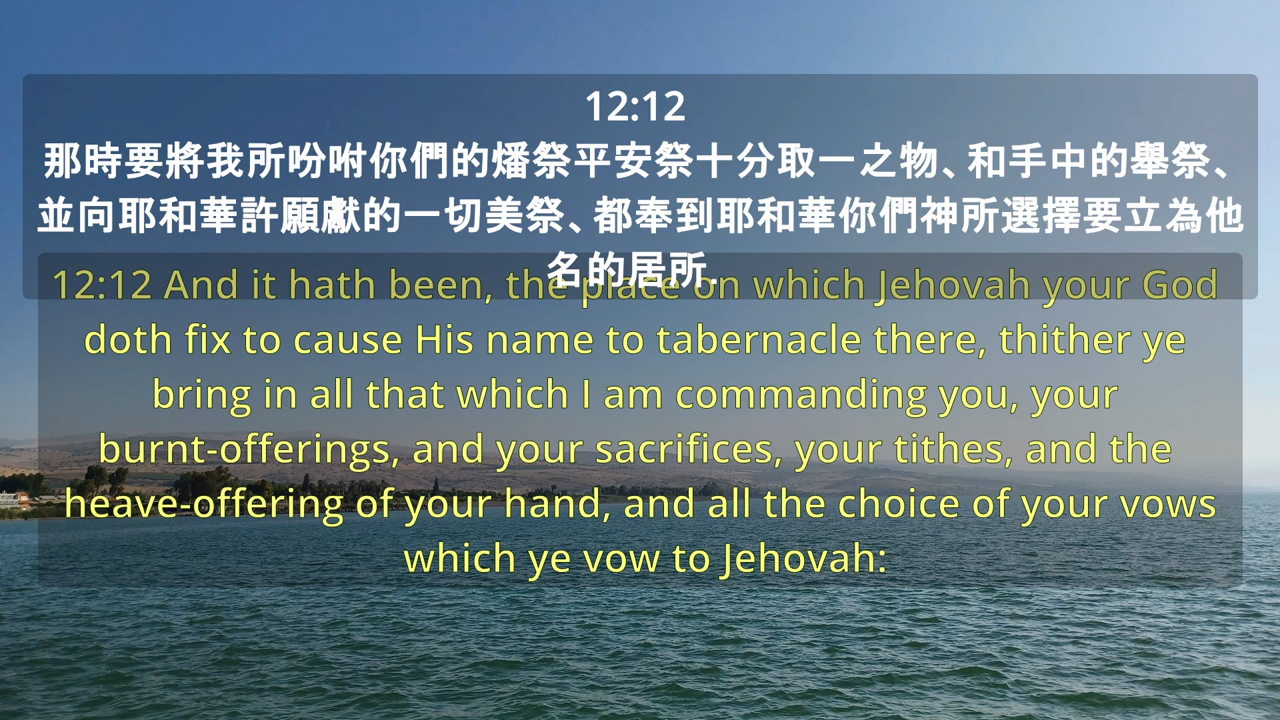 12:12
那時要將我所吩咐你們的燔祭平安祭十分取一之物、和手中的舉祭、
並向耶和華許願獻的一切美祭、都奉到耶和華你們神所選擇要立為他
名的居所.
12:12 And it hath been, the place on which Jehovah your God
doth fix to cause His name to tabernacle there, thither ye
bring in all that which I am commanding you, your
burnt-offerings, and your sacrifices, your tithes, and the
heave-offering of your hand, and all the choice of your vows
which ye vow to Jehovah: